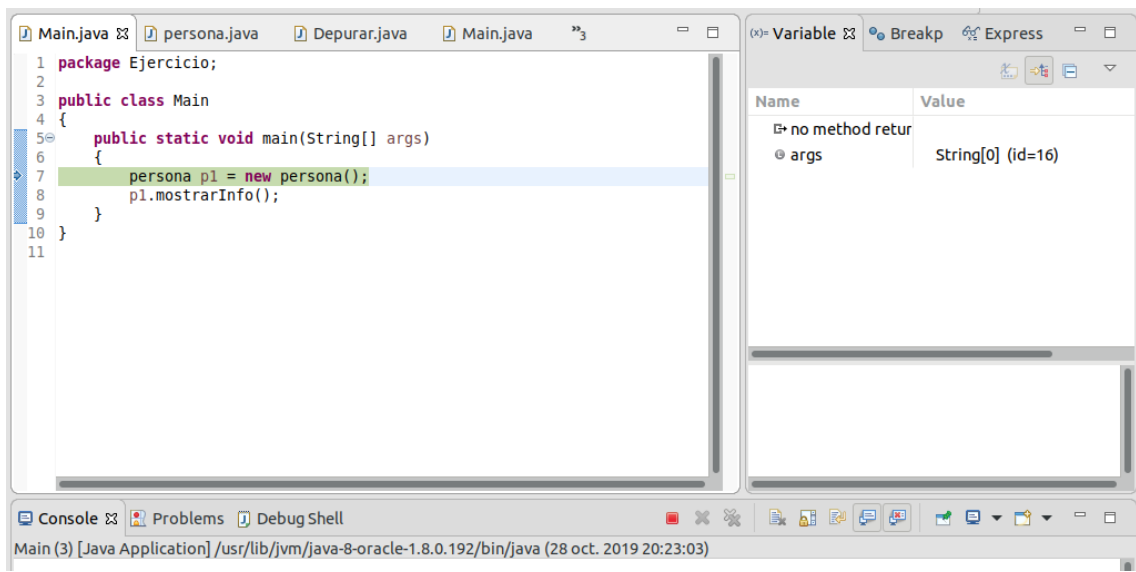 Main.java persona.java Depurar.java Main.java »3
1 package Ejercicio;
2
3 public class Main
4 {
5 public static void main(String[] args)
6 {
7 persona p1 = new persona();
8 p1.mostrarInfo();
9 }
10 }
11
(x)= Variable Breakp Express
Name Value
no method retur
args String[0] (id=16)
Console Problems Debug Shell
Main (3) [Java Application] /usr/lib/jvm/java-8-oracle-1.8.0.192/bin/java (28 oct. 2019 20:23:03)